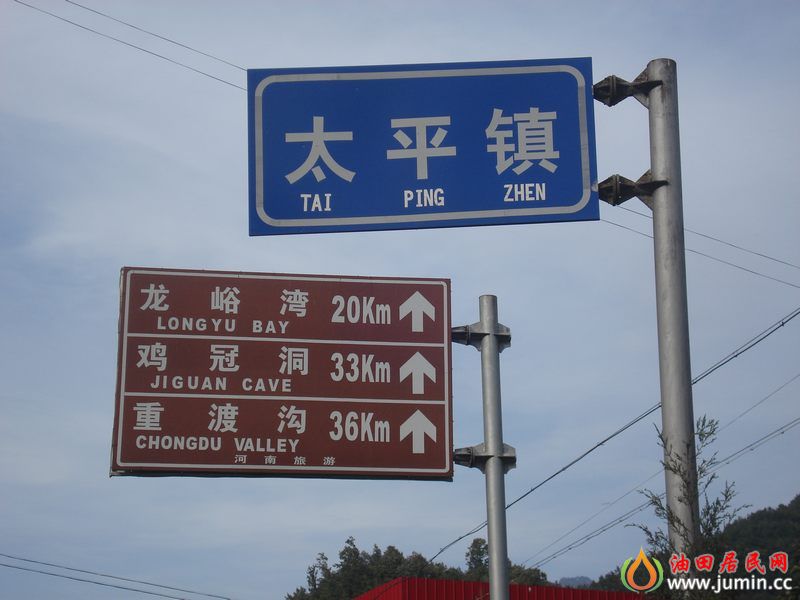 太平镇
TAI PING ZHEN
龙峪湾 20Km
LONGYU BAY
鸡冠洞 33Km
JIGUAN CAVE
重渡沟 36Km
CHONGDU VALLEY
河南旅游
油田居民网
www.jumin.cc